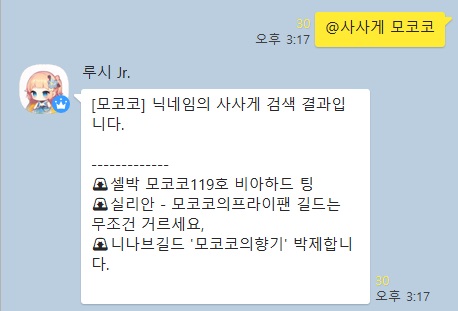 30
오후 3:17
@사사게 모코코
루시 Jr.
[모코코] 닉네임의 사사게 검색 결과입
니다.
-------------
셀박 모코코119호 비아하드 팅
실리안 - 모코코의프라이팬 길드는
무조건 거르세요,
니나브길드 '모코코의향기' 박제합니
다.
30
오후 3:17